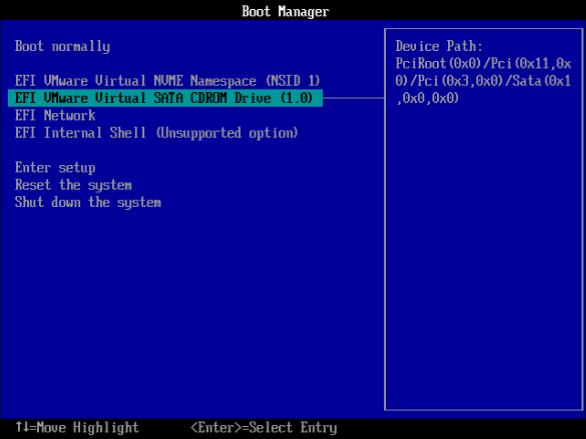 Boot Manager
Boot normally
EFI VMware Virtual NVME Namespace (NSID 1)
EFI VMware Virtual SATA CDROM Drive (1.0)
EFI Network
EFI Internal Shell (Unsupported option)
Enter setup
Reset the system
Shut down the system
Device Path:
PciRoot(0x0)/Pci(0x11,0x
0)/Pci(0x3,0x0)/Sata(0x1
,0x0,0x0)
↑↓=Move Highlight <Enter>=Select Entry